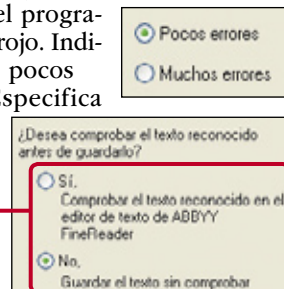 el progra-
rojo. Indi-
pocos
Especifica
Pocos errores
Muchos errores
¿Desea comprobar el texto reconocido
antes de guardarlo?
Sí,
Comprobar el texto reconocido en el
editor de texto de ABBYY
FineReader
No,
Guardar el texto sin comprobar